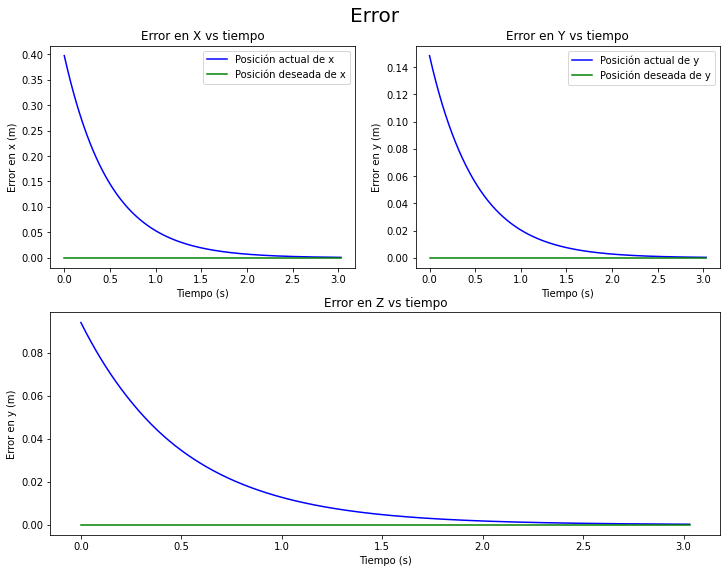 Error
Error en X vs tiempo
Error en x (m)
0.40
0.35
0.30
0.25
0.20
0.15
0.10
0.05
0.00
Posición actual de x
Posición deseada de x
0.0 0.5 1.0 1.5 2.0 2.5 3.0
Tiempo (s)
Error en Y vs tiempo
Error en y (m)
0.14
0.12
0.10
0.08
0.06
0.04
0.02
0.00
Posición actual de y
Posición deseada de y
0.0 0.5 1.0 1.5 2.0 2.5 3.0
Tiempo (s)
Error en Z vs tiempo
Error en y (m)
0.08
0.06
0.04
0.02
0.00
0.0 0.5 1.0 1.5 2.0 2.5 3.0
Tiempo (s)